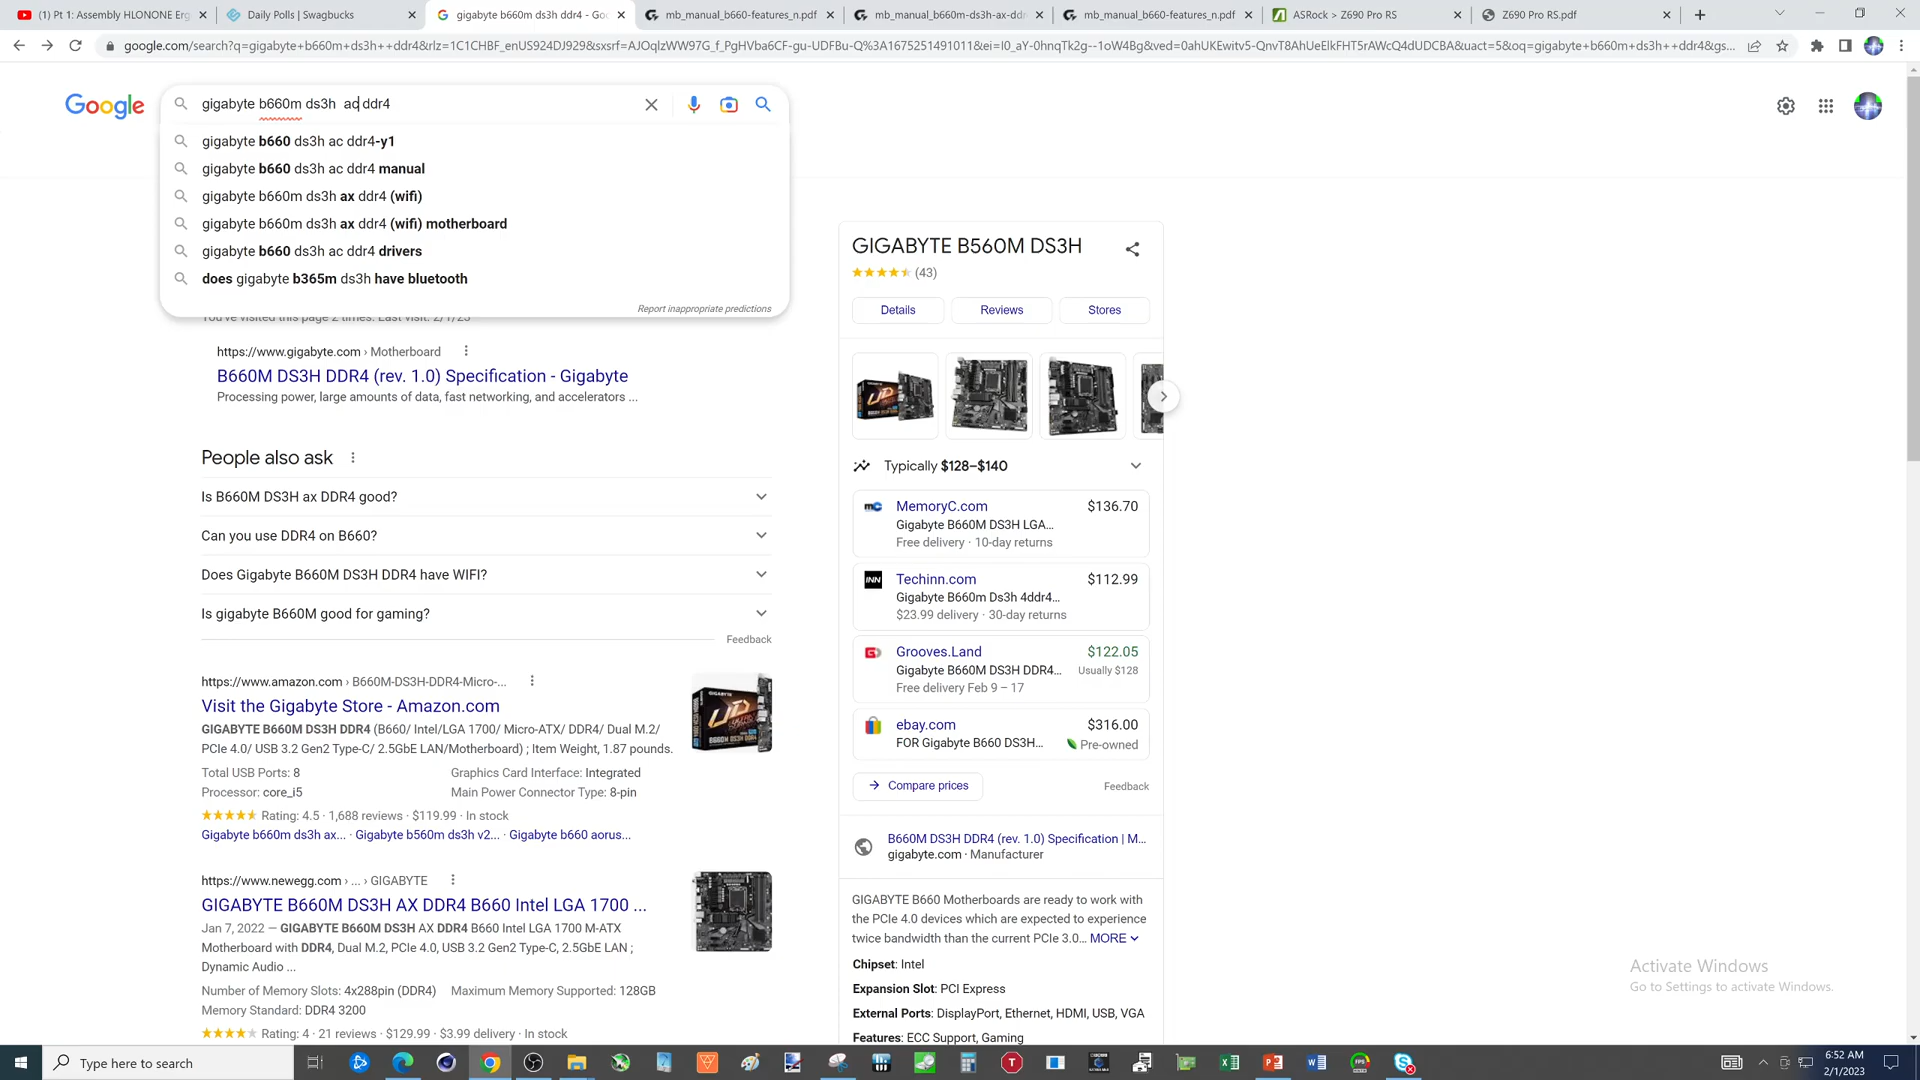 Pt 1: Assembly HLONONE Erg
Daily Polls | Swagbucks
gigabyte b660m ds3h ddr4 - Goo
mb_manual_b660-features_n.pdf
mb_manual_b660m-ds3h-ax-ddr
mb_manual_b660-features_n.pdf
ASRock > Z690 Pro RS
Z690 Pro RS.pdf
google.com/search?q=gigabyte+b660m+ds3h++ddr4&rlz=1C1CHBF_enUS924DJ929&sxsrf=AJOqlzWW97G_f_PgHVba6CF-gu-UDFBu-Q%3A1675251491011&ei=I0_aY-0hnqTk2g--1oW4Bg&ved=0ahUKEwitv5-QnvT8AhUeElkFHT5rAWcQ4dUDCBA&uact=5&oq=gigabyte+b660m+ds3h++ddr4&gs...
Google
gigabyte b660m ds3h  ac ddr4
gigabyte b660 ds3h ac ddr4-y1
gigabyte b660 ds3h ac ddr4 manual
gigabyte b660m ds3h ax ddr4 (wifi)
gigabyte b660m ds3h ax ddr4 (wifi) motherboard
gigabyte b660 ds3h ac ddr4 drivers
does gigabyte b365m ds3h have bluetooth
Report inappropriate predictions
You've visited this page 2 times. Last visit: 2/1/23
https://www.gigabyte.com › Motherboard
B660M DS3H DDR4 (rev. 1.0) Specification - Gigabyte
Processing power, large amounts of data, fast networking, and accelerators ...
People also ask
Is B660M DS3H ax DDR4 good?
Can you use DDR4 on B660?
Does Gigabyte B660M DS3H DDR4 have WIFI?
Is gigabyte B660M good for gaming?
Feedback
https://www.amazon.com › B660M-DS3H-DDR4-Micro-...
Visit the Gigabyte Store - Amazon.com
GIGABYTE B660M DS3H DDR4 (B660/ Intel/LGA 1700/ Micro-ATX/ DDR4/ Dual M.2/
PCIe 4.0/ USB 3.2 Gen2 Type-C/ 2.5GbE LAN/Motherboard) ; Item Weight, 1.87 pounds.
Total USB Ports: 8
Graphics Card Interface: Integrated
Processor: core_i5
Main Power Connector Type: 8-pin
Rating: 4.5 · 1,688 reviews · $119.99 · In stock
Gigabyte b660m ds3h ax... · Gigabyte b560m ds3h v2... · Gigabyte b660 aorus...
https://www.newegg.com › ... › GIGABYTE
GIGABYTE B660M DS3H AX DDR4 B660 Intel LGA 1700 ...
Jan 7, 2022 — GIGABYTE B660M DS3H AX DDR4 B660 Intel LGA 1700 M-ATX
Motherboard with DDR4, Dual M.2, PCIe 4.0, USB 3.2 Gen2 Type-C, 2.5GbE LAN ;
Dynamic Audio ...
Number of Memory Slots: 4x288pin (DDR4)
Maximum Memory Supported: 128GB
Memory Standard: DDR4 3200
Rating: 4 · 21 reviews · $129.99 · $3.99 delivery · In stock
GIGABYTE B560M DS3H
(43)
Details
Reviews
Stores
Typically $128–$140
MemoryC.com
$136.70
Gigabyte B660M DS3H LGA...
Free delivery · 10-day returns
Techinn.com
$112.99
Gigabyte B660m Ds3h 4ddr4...
$23.99 delivery · 30-day returns
Grooves.Land
$122.05
Gigabyte B660M DS3H DDR4...
Usually $128
Free delivery Feb 9 – 17
ebay.com
$316.00
FOR Gigabyte B660 DS3H...
Pre-owned
Compare prices
Feedback
B660M DS3H DDR4 (rev. 1.0) Specification | M...
gigabyte.com · Manufacturer
GIGABYTE B660 Motherboards are ready to work with
the PCIe 4.0 devices which are expected to experience
twice bandwidth than the current PCIe 3.0... MORE
Chipset: Intel
Expansion Slot: PCI Express
External Ports: DisplayPort, Ethernet, HDMI, USB, VGA
Features: ECC Support, Gaming
Activate Windows
Go to Settings to activate Windows.
Type here to search
6:52 AM
2/1/2023